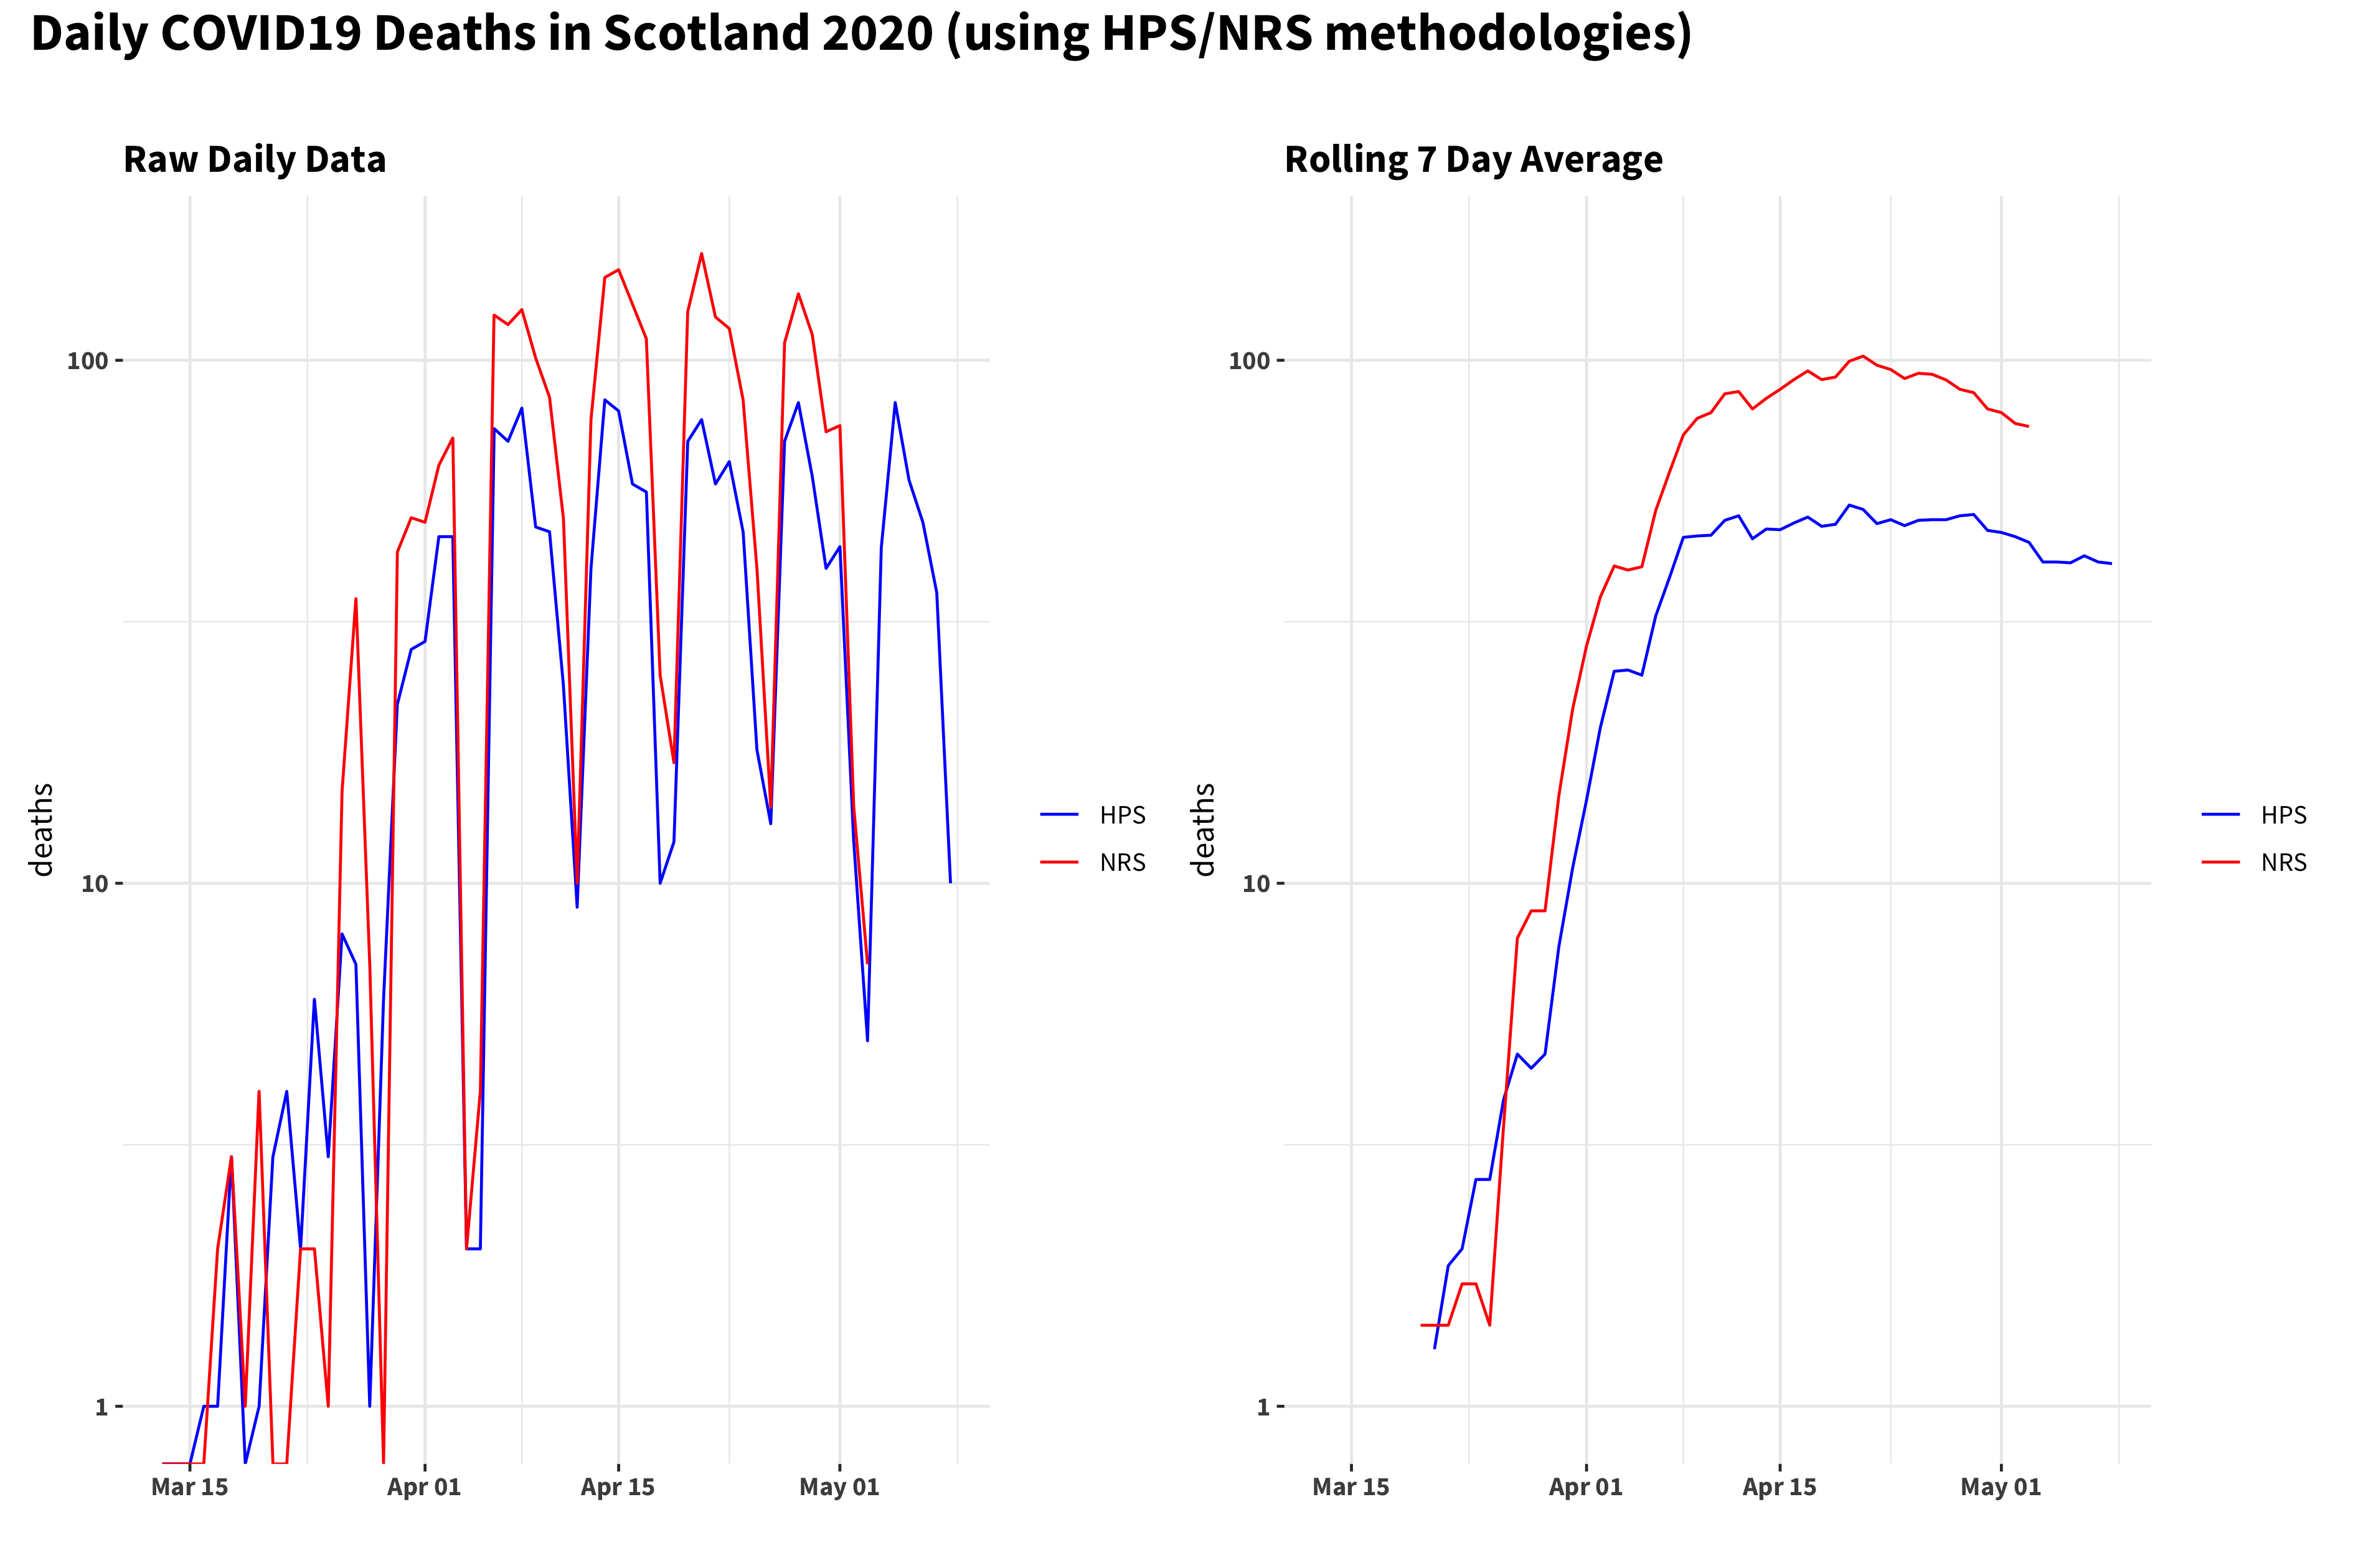 Daily COVID19 Deaths in Scotland 2020 (using HPS/NRS methodologies)
Raw Daily Data
deaths
100
10
1
Mar 15
Apr 01
Apr 15
May 01
HPS
NRS
Rolling 7 Day Average
deaths
100
10
1
Mar 15
Apr 01
Apr 15
May 01
HPS
NRS